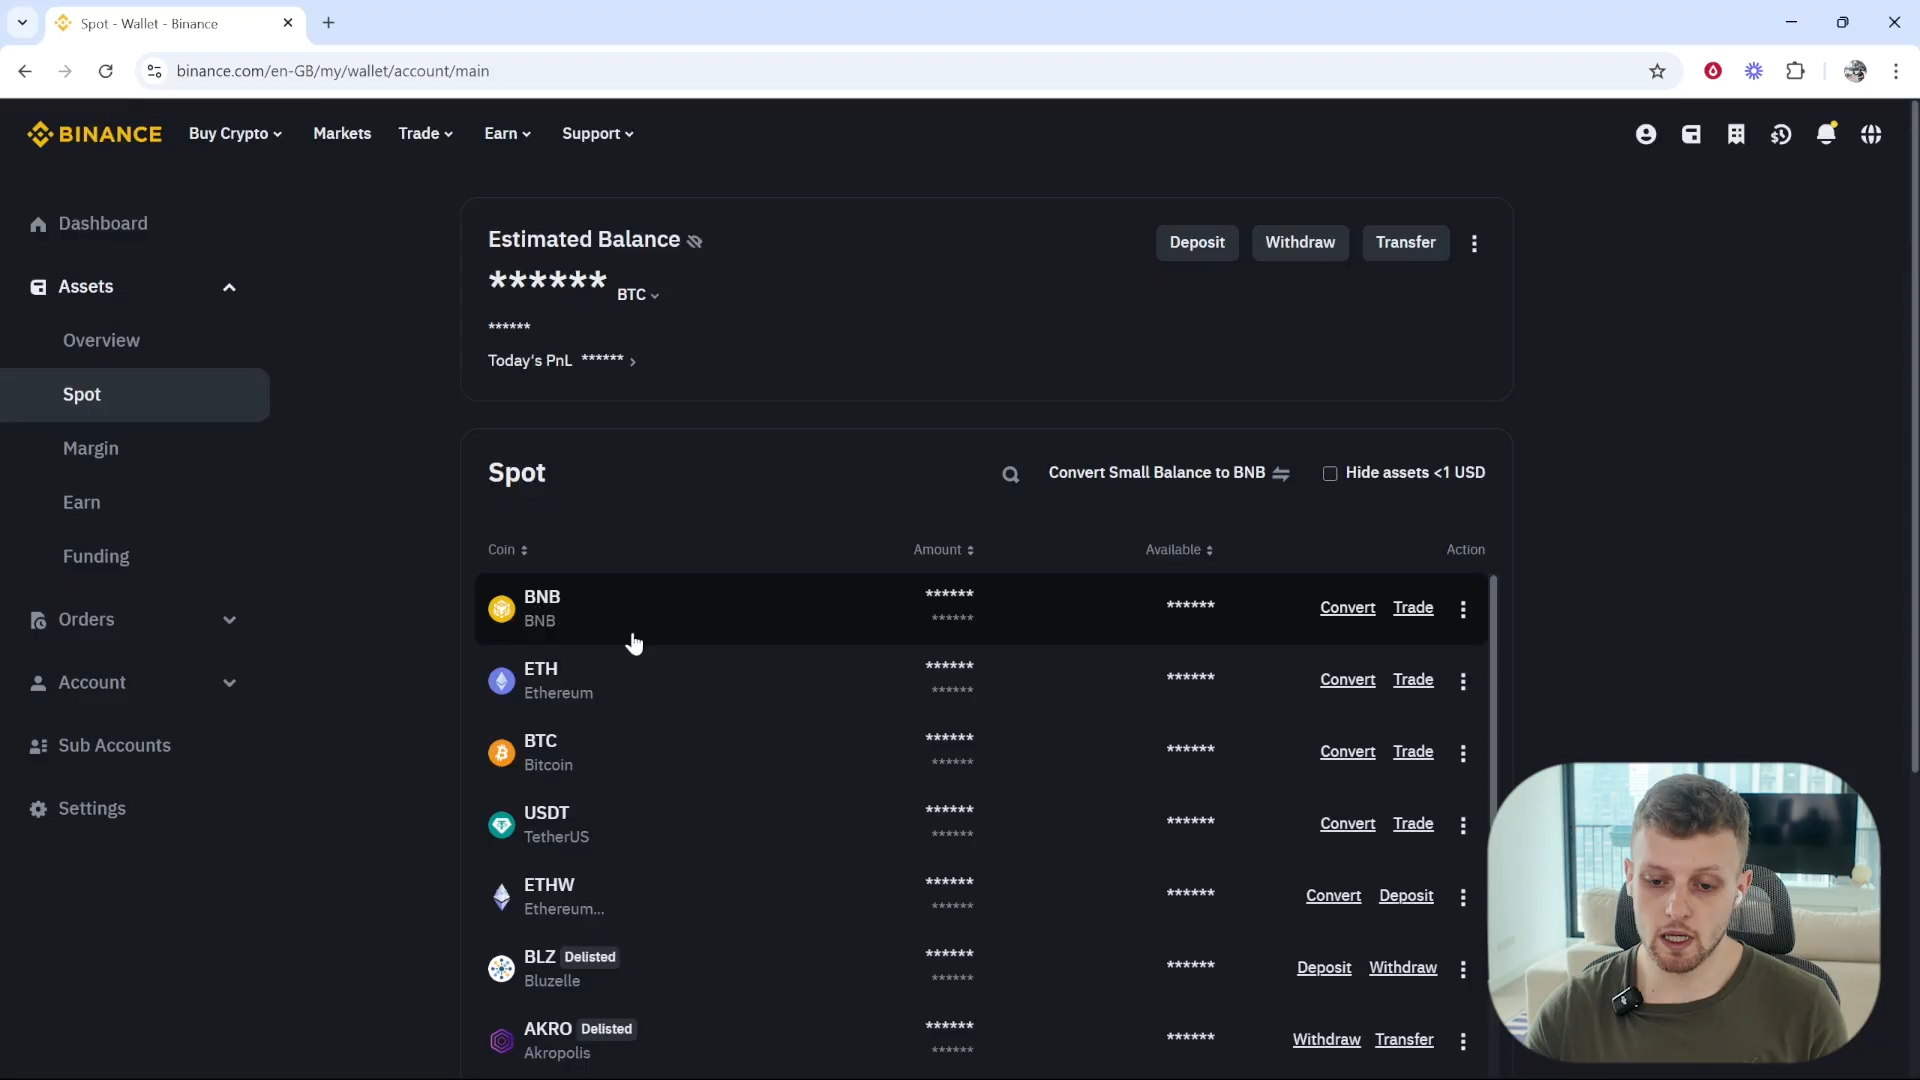 Spot - Wallet - Binance
binance.com/en-GB/my/wallet/account/main
BINANCE Buy Crypto Markets Trade Earn Support
Dashboard
Assets
Overview
Spot
Margin
Earn
Funding
Orders
Account
Sub Accounts
Settings
Estimated Balance
Deposit Withdraw Transfer
****** BTC
******
Today's PnL ******
Spot
Convert Small Balance to BNB Hide assets <1 USD
Coin Amount Available Action
BNB ****** ****** Convert Trade
BNB ******
ETH ****** ****** Convert Trade
Ethereum ******
BTC ****** ****** Convert Trade
Bitcoin ******
USDT ****** ****** Convert Trade
TetherUS ******
ETHW ****** ****** Convert Deposit
Ethereum... ******
BLZ Delisted ****** ****** Deposit Withdraw
Bluzelle ******
AKRO Delisted ****** ****** Withdraw Transfer
Akropolis ******